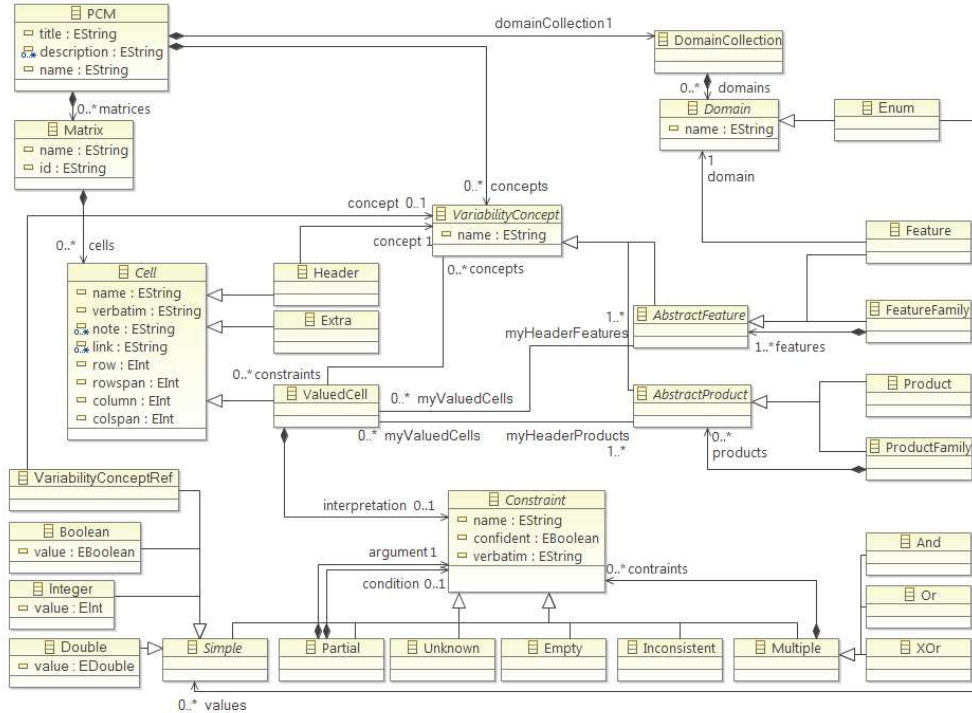 PCM
title : EString
description : EString
0..*
name : EString
domainCollection1
DomainCollection
0..* domains
Domain
name : EString
Enum
0..* matrices
Matrix
name : EString
id : EString
1
domain
0..* concepts
concept 0..1
VariabilityConcept
name : EString
concept 1
0..* concepts
Feature
0..* cells
Cell
name : EString
verbatim : EString
note : EString
0..*
link : EString
0..*
row : EInt
rowspan : EInt
column : EInt
colspan : EInt
Header
Extra
1..*
myHeaderFeatures
AbstractFeature
FeatureFamily
1..* features
0..* constraints
ValuedCell
0..* myValuedCells
AbstractProduct
Product
0..* myValuedCells
myHeaderProducts
1..*
0..*
products
ProductFamily
VariabilityConceptRef
interpretation 0..1
Constraint
name : EString
confident : EBoolean
verbatim : EString
Boolean
value : EBoolean
argument1
condition 0..1
0..* contraints
And
Integer
value : EInt
Or
Double
value : EDouble
Simple
Partial
Unknown
Empty
Inconsistent
Multiple
XOr
0..* values